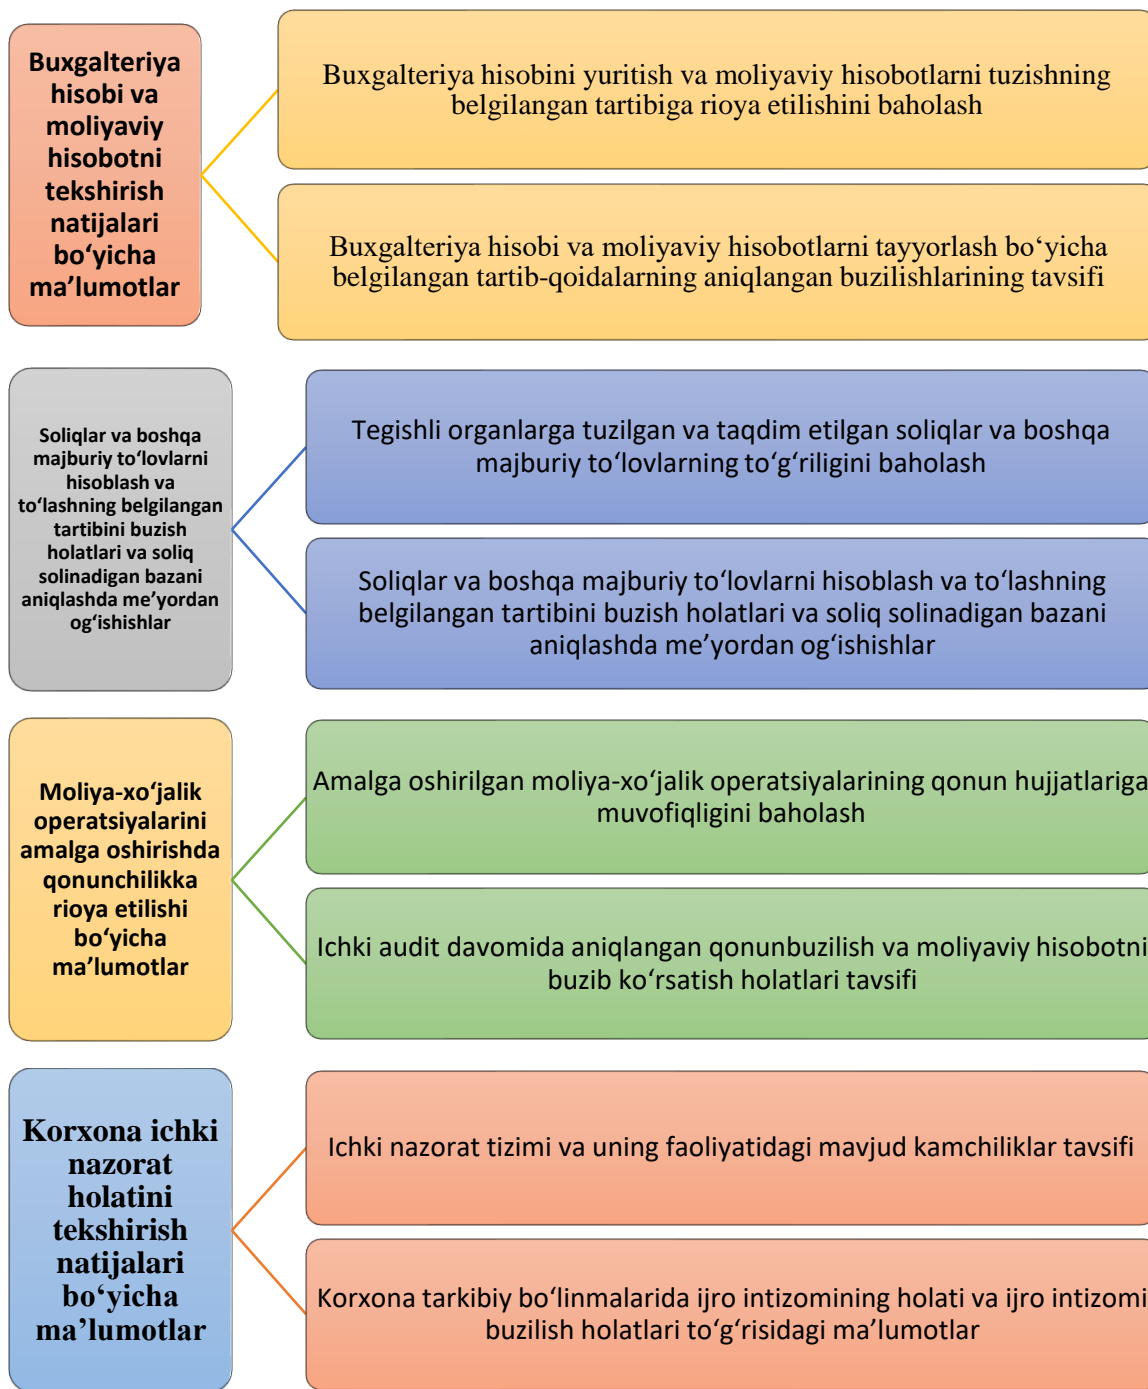 Buxgalteriya
hisobi va
moliyaviy
hisobotni
tekshirish
natijalari
bo‘yicha
ma’lumotlar
Buxgalteriya hisobini yuritish va moliyaviy hisobotlarni tuzishning
belgilangan tartibiga rioya etilishini baholash
Buxgalteriya hisobi va moliyaviy hisobotlarni tayyorlash bo‘yicha
belgilangan tartib-qoidalarning aniqlangan buzilishlarining tavsifi
Soliqlar va boshqa
majburiy to‘lovlarni
hisoblash va
to‘lashning belgilangan
tartibini buzish
holatlari va soliq
solinadigan bazani
aniqlashda me’yordan
og‘ishishlar
Tegishli organlarga tuzilgan va taqdim etilgan soliqlar va boshqa
majburiy to‘lovlarning to‘g‘riligini baholash
Soliqlar va boshqa majburiy to‘lovlarni hisoblash va to‘lashning
belgilangan tartibini buzish holatlari va soliq solinadigan bazani
aniqlashda me’yordan og‘ishishlar
Moliya-xo‘jalik
operatsiyalarini
amalga oshirishda
qonunchilikka
rioya etilishi
bo‘yicha
ma’lumotlar
Amalga oshirilgan moliya-xo‘jalik operatsiyalarining qonun hujjatlariga
muvofiqligini baholash
Ichki audit davomida aniqlangan qonunbuzilish va moliyaviy hisobotni
buzib ko‘rsatish holatlari tavsifi
Korxona ichki
nazorat
holatini
tekshirish
natijalari
bo‘yicha
ma’lumotlar
Ichki nazorat tizimi va uning faoliyatidagi mavjud kamchiliklar tavsifi
Korxona tarkibiy bo‘linmalarida ijro intizomining holati va ijro intizomi
buzilish holatlari to‘g‘risidagi ma’lumotlar